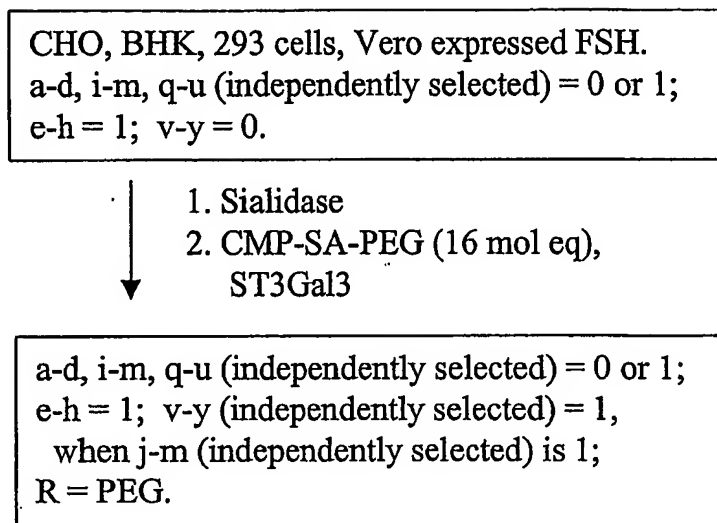 CHO, BHK, 293 cells, Vero expressed FSH.
a-d, i-m, q-u (independently selected) = 0 or 1;
e-h = 1; v-y = 0.
1. Sialidase
2. CMP-SA-PEG (16 mol eq),
ST3Gal3
a-d, i-m, q-u (independently selected) = 0 or 1;
e-h = 1; v-y (independently selected) = 1,
when j-m (independently selected) is 1;
R = PEG.